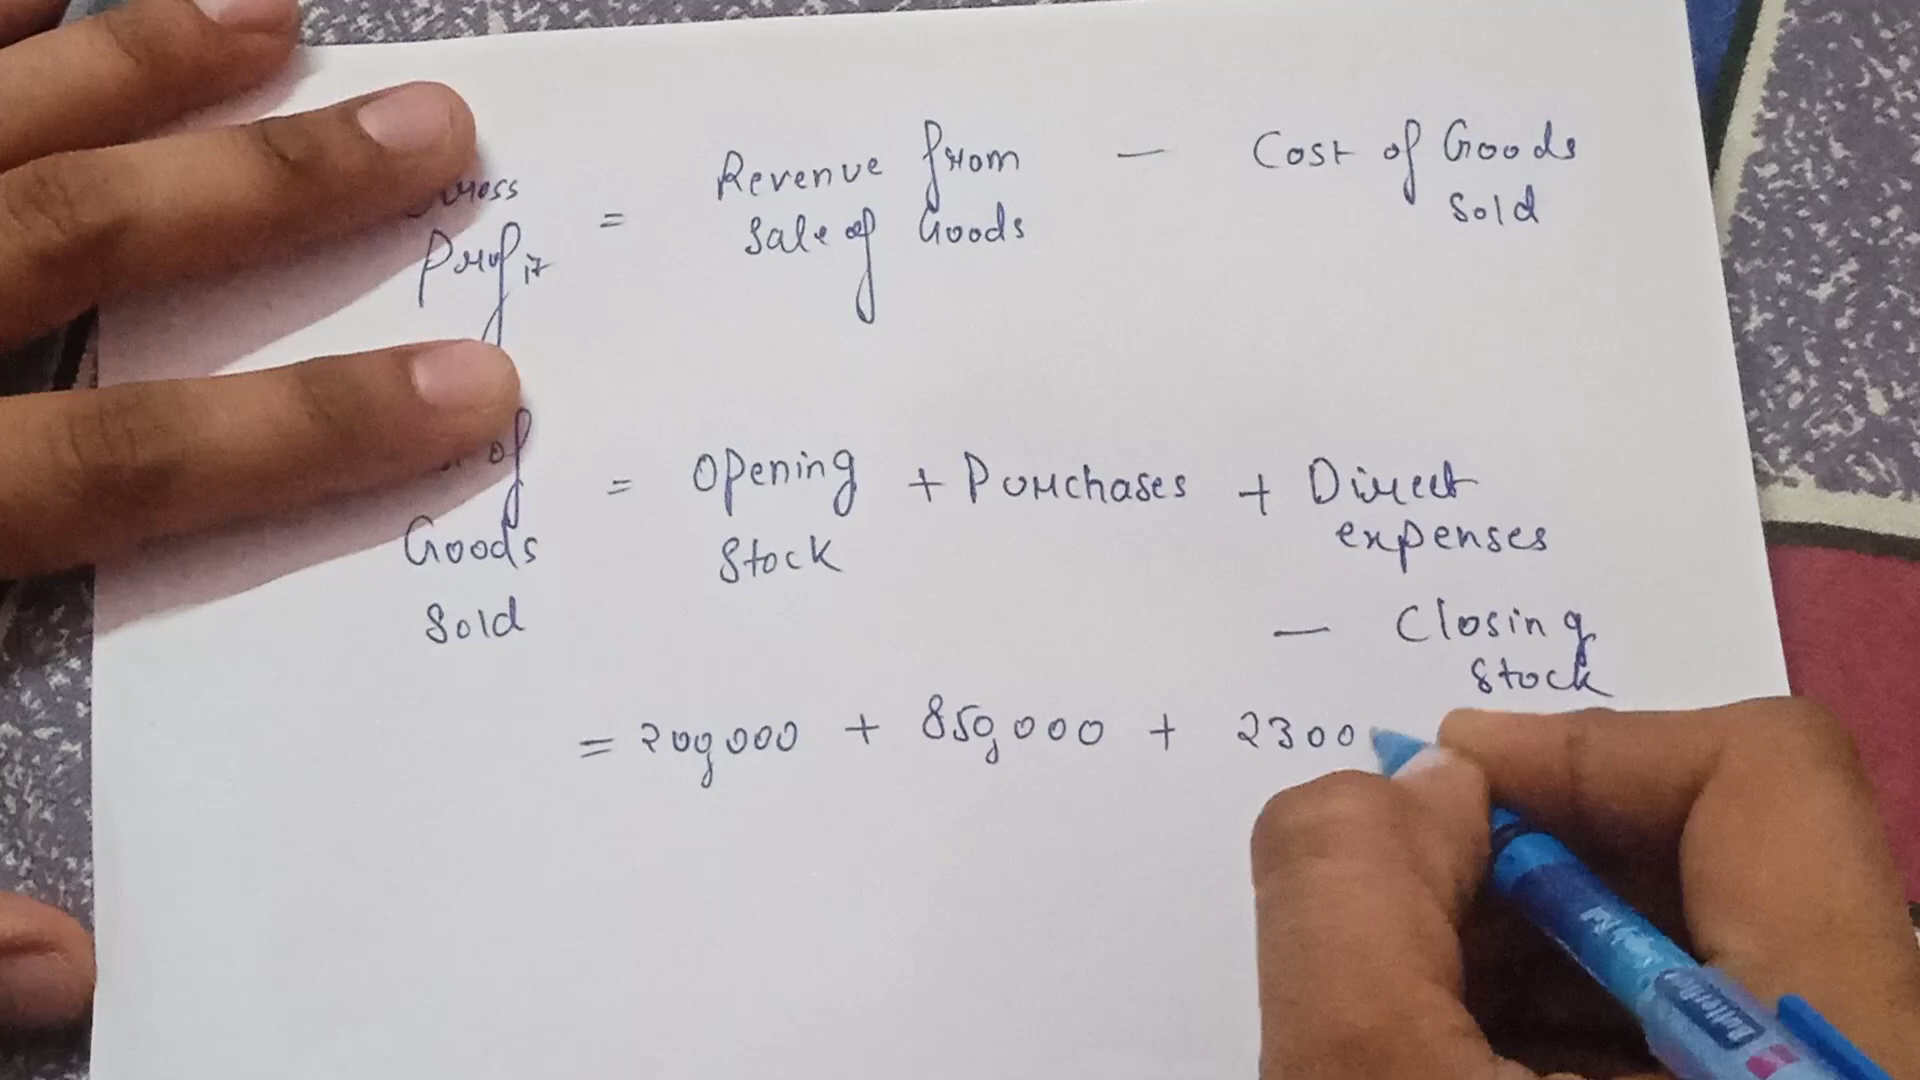 Profit = Revenue from — Cost of Goods
Sale of Goods Sold
of
Goods = Opening + Purchases + Direct
Stock expenses
Sold — Closing
Stock
= 200,000 + 850,000 + 2300
Butterflo